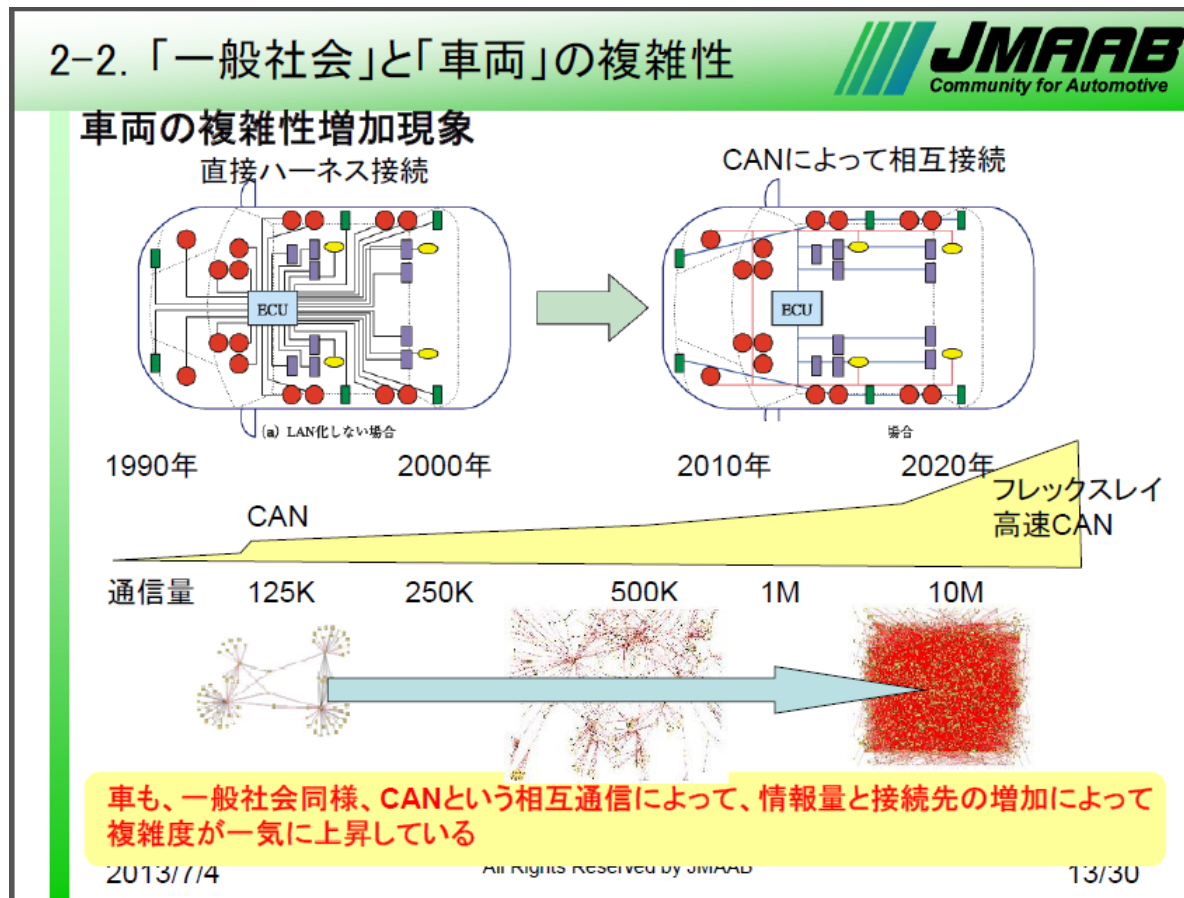 2-2. 「一般社会」と「車両」の複雑性
JMAAB
Community for Automotive
車両の複雑性増加現象
直接ハーネス接続
CANによって相互接続
ECU
ECU
(a) LAN化しない場合
場合
1990年
2000年
2010年
2020年
CAN
フレックスレイ
高速CAN
通信量
125K
250K
500K
1M
10M
車も、一般社会同様、CANという相互通信によって、情報量と接続先の増加によって
複雑度が一気に上昇している
2013/7/4
All Rights Reserved by JMAAB
13/30